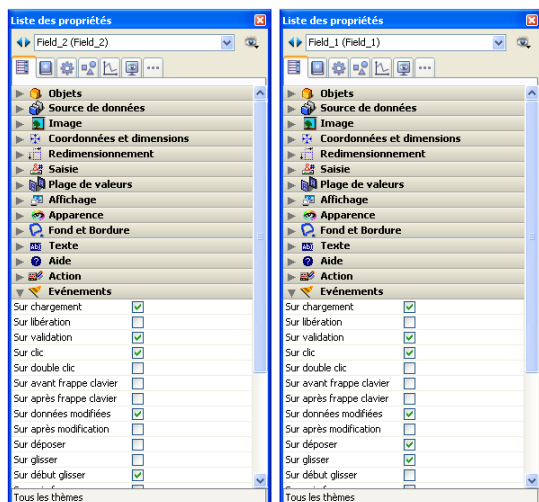 Liste des propriétés
Field_2 (Field_2)
Objets
Source de données
Image
Coordonnées et dimensions
Redimensionnement
Saisie
Plage de valeurs
Affichage
Apparence
Fond et Bordure
Texte
Aide
Action
Evénements
Sur chargement
Sur libération
Sur validation
Sur clic
Sur double clic
Sur avant frappe clavier
Sur après frappe clavier
Sur données modifiées
Sur après modification
Sur déposer
Sur glisser
Sur début glisser
Tous les thèmes
Liste des propriétés
Field_1 (Field_1)
Objets
Source de données
Image
Coordonnées et dimensions
Redimensionnement
Saisie
Plage de valeurs
Affichage
Apparence
Fond et Bordure
Texte
Aide
Action
Evénements
Sur chargement
Sur libération
Sur validation
Sur clic
Sur double clic
Sur avant frappe clavier
Sur après frappe clavier
Sur données modifiées
Sur après modification
Sur déposer
Sur glisser
Sur début glisser
Tous les thèmes